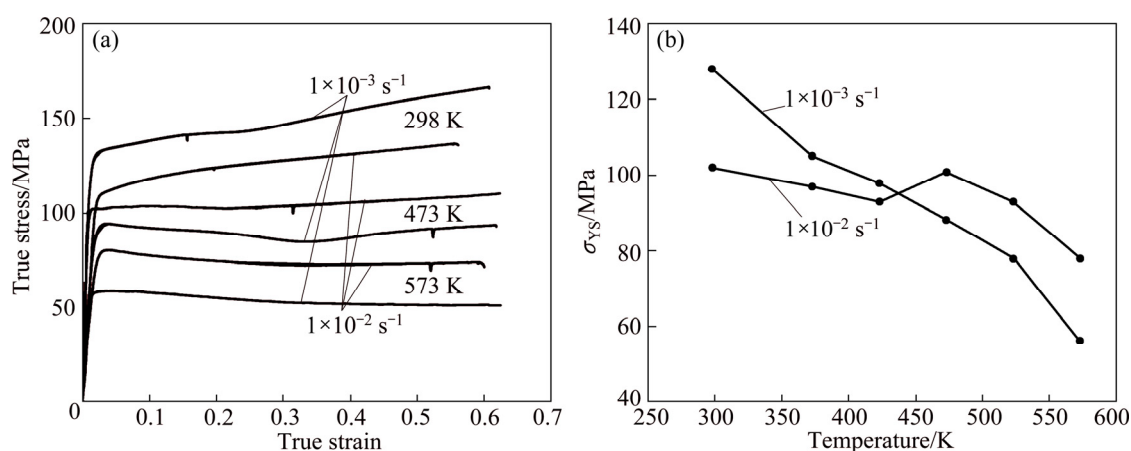 (a)
200
150
100
50
0
0.1 0.2 0.3 0.4 0.5 0.6 0.7
True stress/MPa
True strain
1×10⁻³ s⁻¹
298 K
473 K
573 K
1×10⁻² s⁻¹
(b)
140
120
100
80
60
40
250 300 350 400 450 500 550 600
σYS/MPa
Temperature/K
1×10⁻³ s⁻¹
1×10⁻² s⁻¹